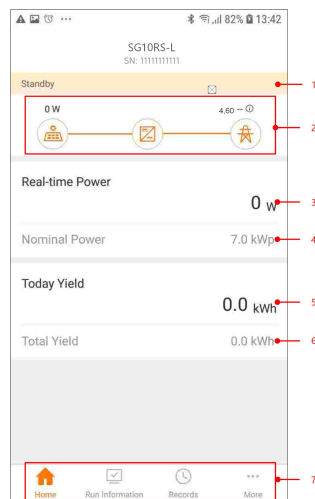 82% 13:42
SG10RS-L
SN: 11111111111
Standby
1
0 W
4,60 --
2
Real-time Power
0 W
3
Nominal Power
7.0 kWp
4
Today Yield
0.0 kWh
5
Total Yield
0.0 kWh
6
Home
Run Information
Records
More
7